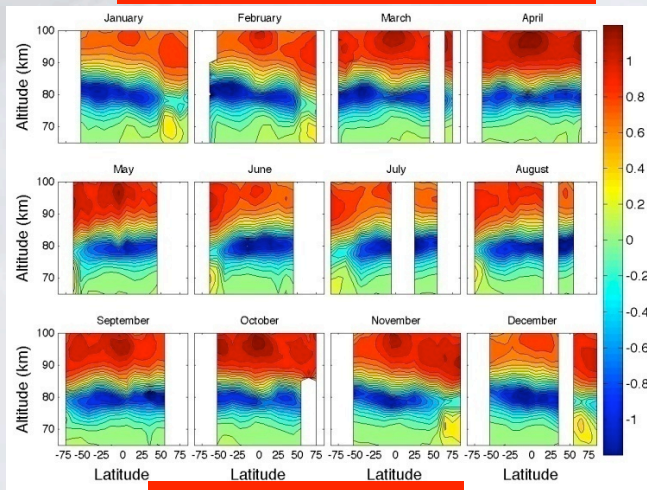 January February March April
Altitude (km)
100
90
80
70
1
0.8
0.6
0.4
0.2
0
-0.2
-0.4
-0.6
-0.8
-1
May June July August
Altitude (km)
100
90
80
70
September October November December
Altitude (km)
100
90
80
70
-75 -50 -25 0 25 50 75 -75 -50 -25 0 25 50 75 -75 -50 -25 0 25 50 75 -75 -50 -25 0 25 50 75
Latitude Latitude Latitude Latitude